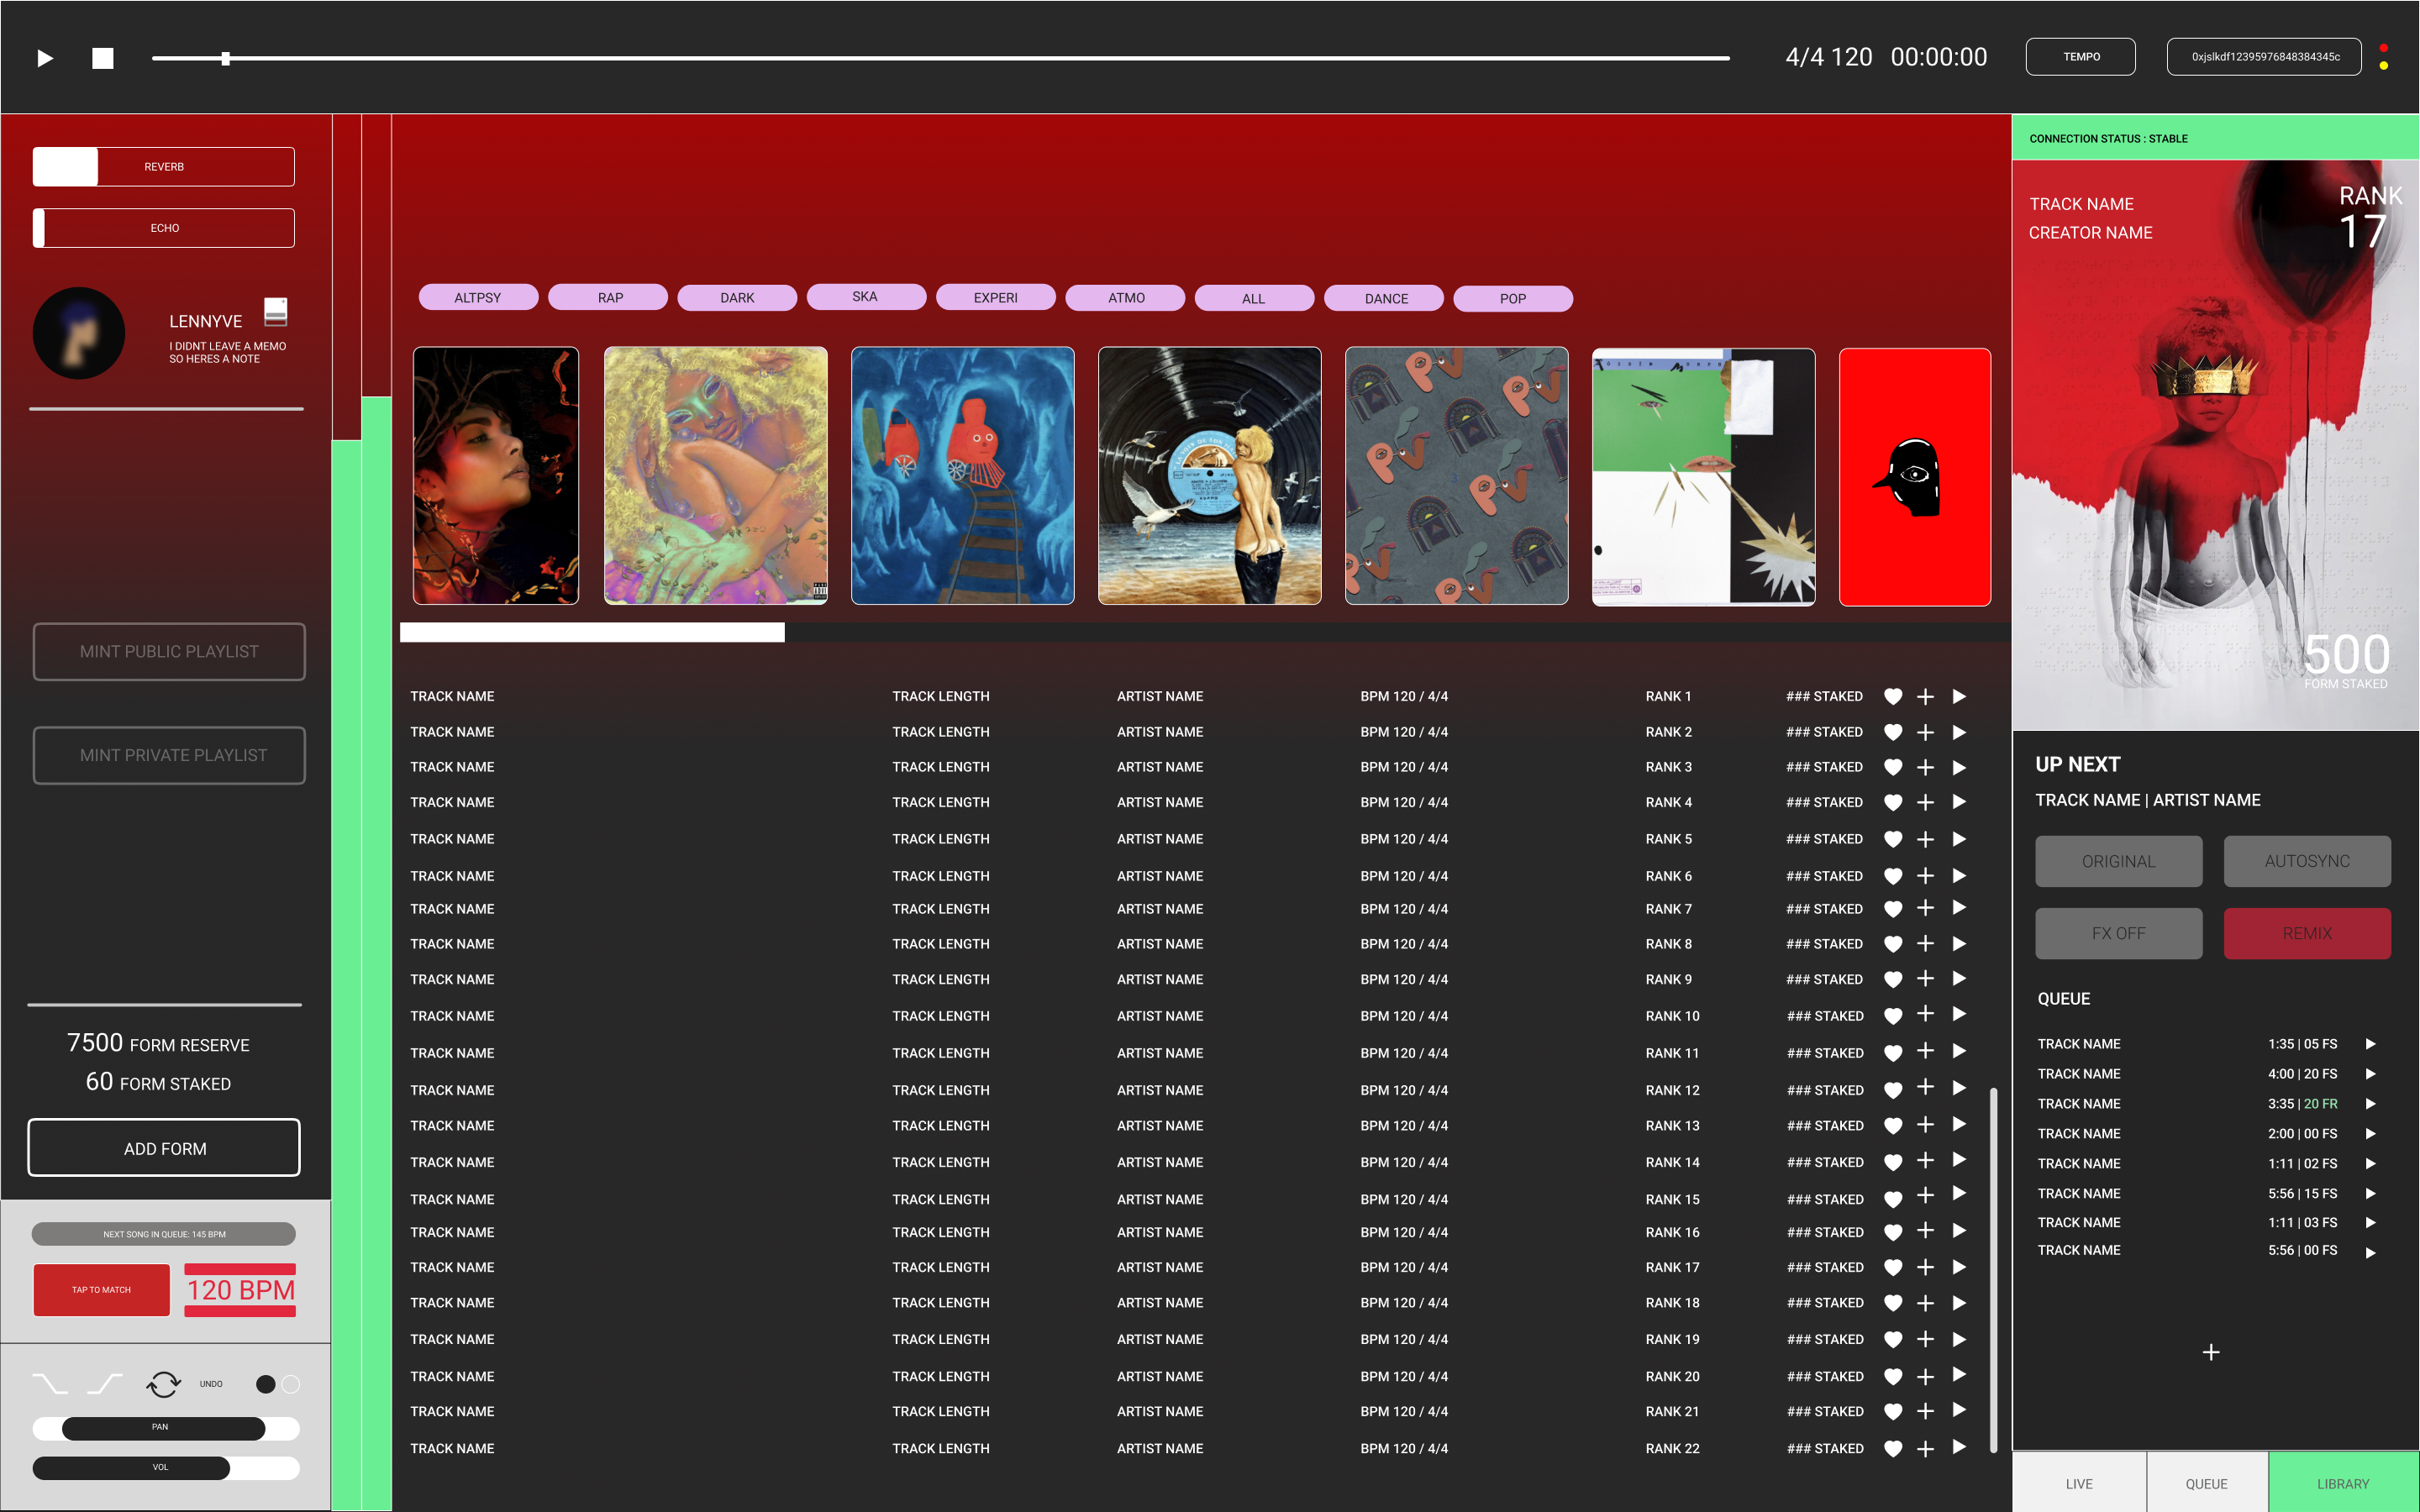 4/4 120 00:00:00 TEMPO 0xjslkdf12395976848384345c
REVERB
ECHO
LENNYVE
I DIDNT LEAVE A MEMO
SO HERES A NOTE
MINT PUBLIC PLAYLIST
MINT PRIVATE PLAYLIST
7500 FORM RESERVE
60 FORM STAKED
ADD FORM
NEXT SONG IN QUEUE: 145 BPM
TAP TO MATCH
120 BPM
UNDO
PAN
VOL
ALTPSY RAP DARK SKA EXPERI ATMO ALL DANCE POP
TRACK NAME TRACK LENGTH ARTIST NAME BPM 120 / 4/4 RANK 1 ### STAKED
TRACK NAME TRACK LENGTH ARTIST NAME BPM 120 / 4/4 RANK 2 ### STAKED
TRACK NAME TRACK LENGTH ARTIST NAME BPM 120 / 4/4 RANK 3 ### STAKED
TRACK NAME TRACK LENGTH ARTIST NAME BPM 120 / 4/4 RANK 4 ### STAKED
TRACK NAME TRACK LENGTH ARTIST NAME BPM 120 / 4/4 RANK 5 ### STAKED
TRACK NAME TRACK LENGTH ARTIST NAME BPM 120 / 4/4 RANK 6 ### STAKED
TRACK NAME TRACK LENGTH ARTIST NAME BPM 120 / 4/4 RANK 7 ### STAKED
TRACK NAME TRACK LENGTH ARTIST NAME BPM 120 / 4/4 RANK 8 ### STAKED
TRACK NAME TRACK LENGTH ARTIST NAME BPM 120 / 4/4 RANK 9 ### STAKED
TRACK NAME TRACK LENGTH ARTIST NAME BPM 120 / 4/4 RANK 10 ### STAKED
TRACK NAME TRACK LENGTH ARTIST NAME BPM 120 / 4/4 RANK 11 ### STAKED
TRACK NAME TRACK LENGTH ARTIST NAME BPM 120 / 4/4 RANK 12 ### STAKED
TRACK NAME TRACK LENGTH ARTIST NAME BPM 120 / 4/4 RANK 13 ### STAKED
TRACK NAME TRACK LENGTH ARTIST NAME BPM 120 / 4/4 RANK 14 ### STAKED
TRACK NAME TRACK LENGTH ARTIST NAME BPM 120 / 4/4 RANK 15 ### STAKED
TRACK NAME TRACK LENGTH ARTIST NAME BPM 120 / 4/4 RANK 16 ### STAKED
TRACK NAME TRACK LENGTH ARTIST NAME BPM 120 / 4/4 RANK 17 ### STAKED
TRACK NAME TRACK LENGTH ARTIST NAME BPM 120 / 4/4 RANK 18 ### STAKED
TRACK NAME TRACK LENGTH ARTIST NAME BPM 120 / 4/4 RANK 19 ### STAKED
TRACK NAME TRACK LENGTH ARTIST NAME BPM 120 / 4/4 RANK 20 ### STAKED
TRACK NAME TRACK LENGTH ARTIST NAME BPM 120 / 4/4 RANK 21 ### STAKED
TRACK NAME TRACK LENGTH ARTIST NAME BPM 120 / 4/4 RANK 22 ### STAKED
CONNECTION STATUS : STABLE
TRACK NAME
CREATOR NAME
RANK
17
500
FORM STAKED
UP NEXT
TRACK NAME | ARTIST NAME
ORIGINAL AUTOSYNC
FX OFF REMIX
QUEUE
TRACK NAME 1:35 | 05 FS
TRACK NAME 4:00 | 20 FS
TRACK NAME 3:35 | 20 FR
TRACK NAME 2:00 | 00 FS
TRACK NAME 1:11 | 02 FS
TRACK NAME 5:56 | 15 FS
TRACK NAME 1:11 | 03 FS
TRACK NAME 5:56 | 00 FS
LIVE QUEUE LIBRARY